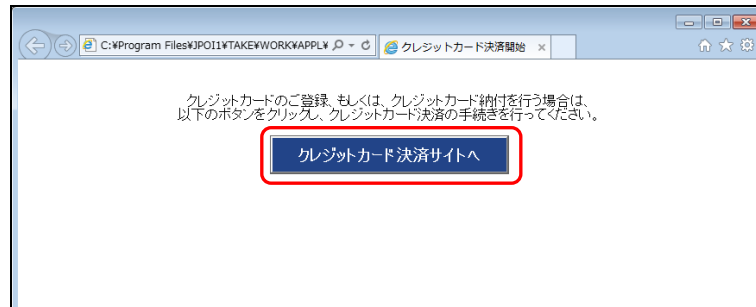 C:¥Program Files¥JPOI1¥TAKE¥WORK¥APPL¥
クレジットカード決済開始
クレジットカードのご登録、もしくは、クレジットカード納付を行う場合は、
以下のボタンをクリックし、クレジットカード決済の手続きを行ってください。
クレジットカード決済サイトへ